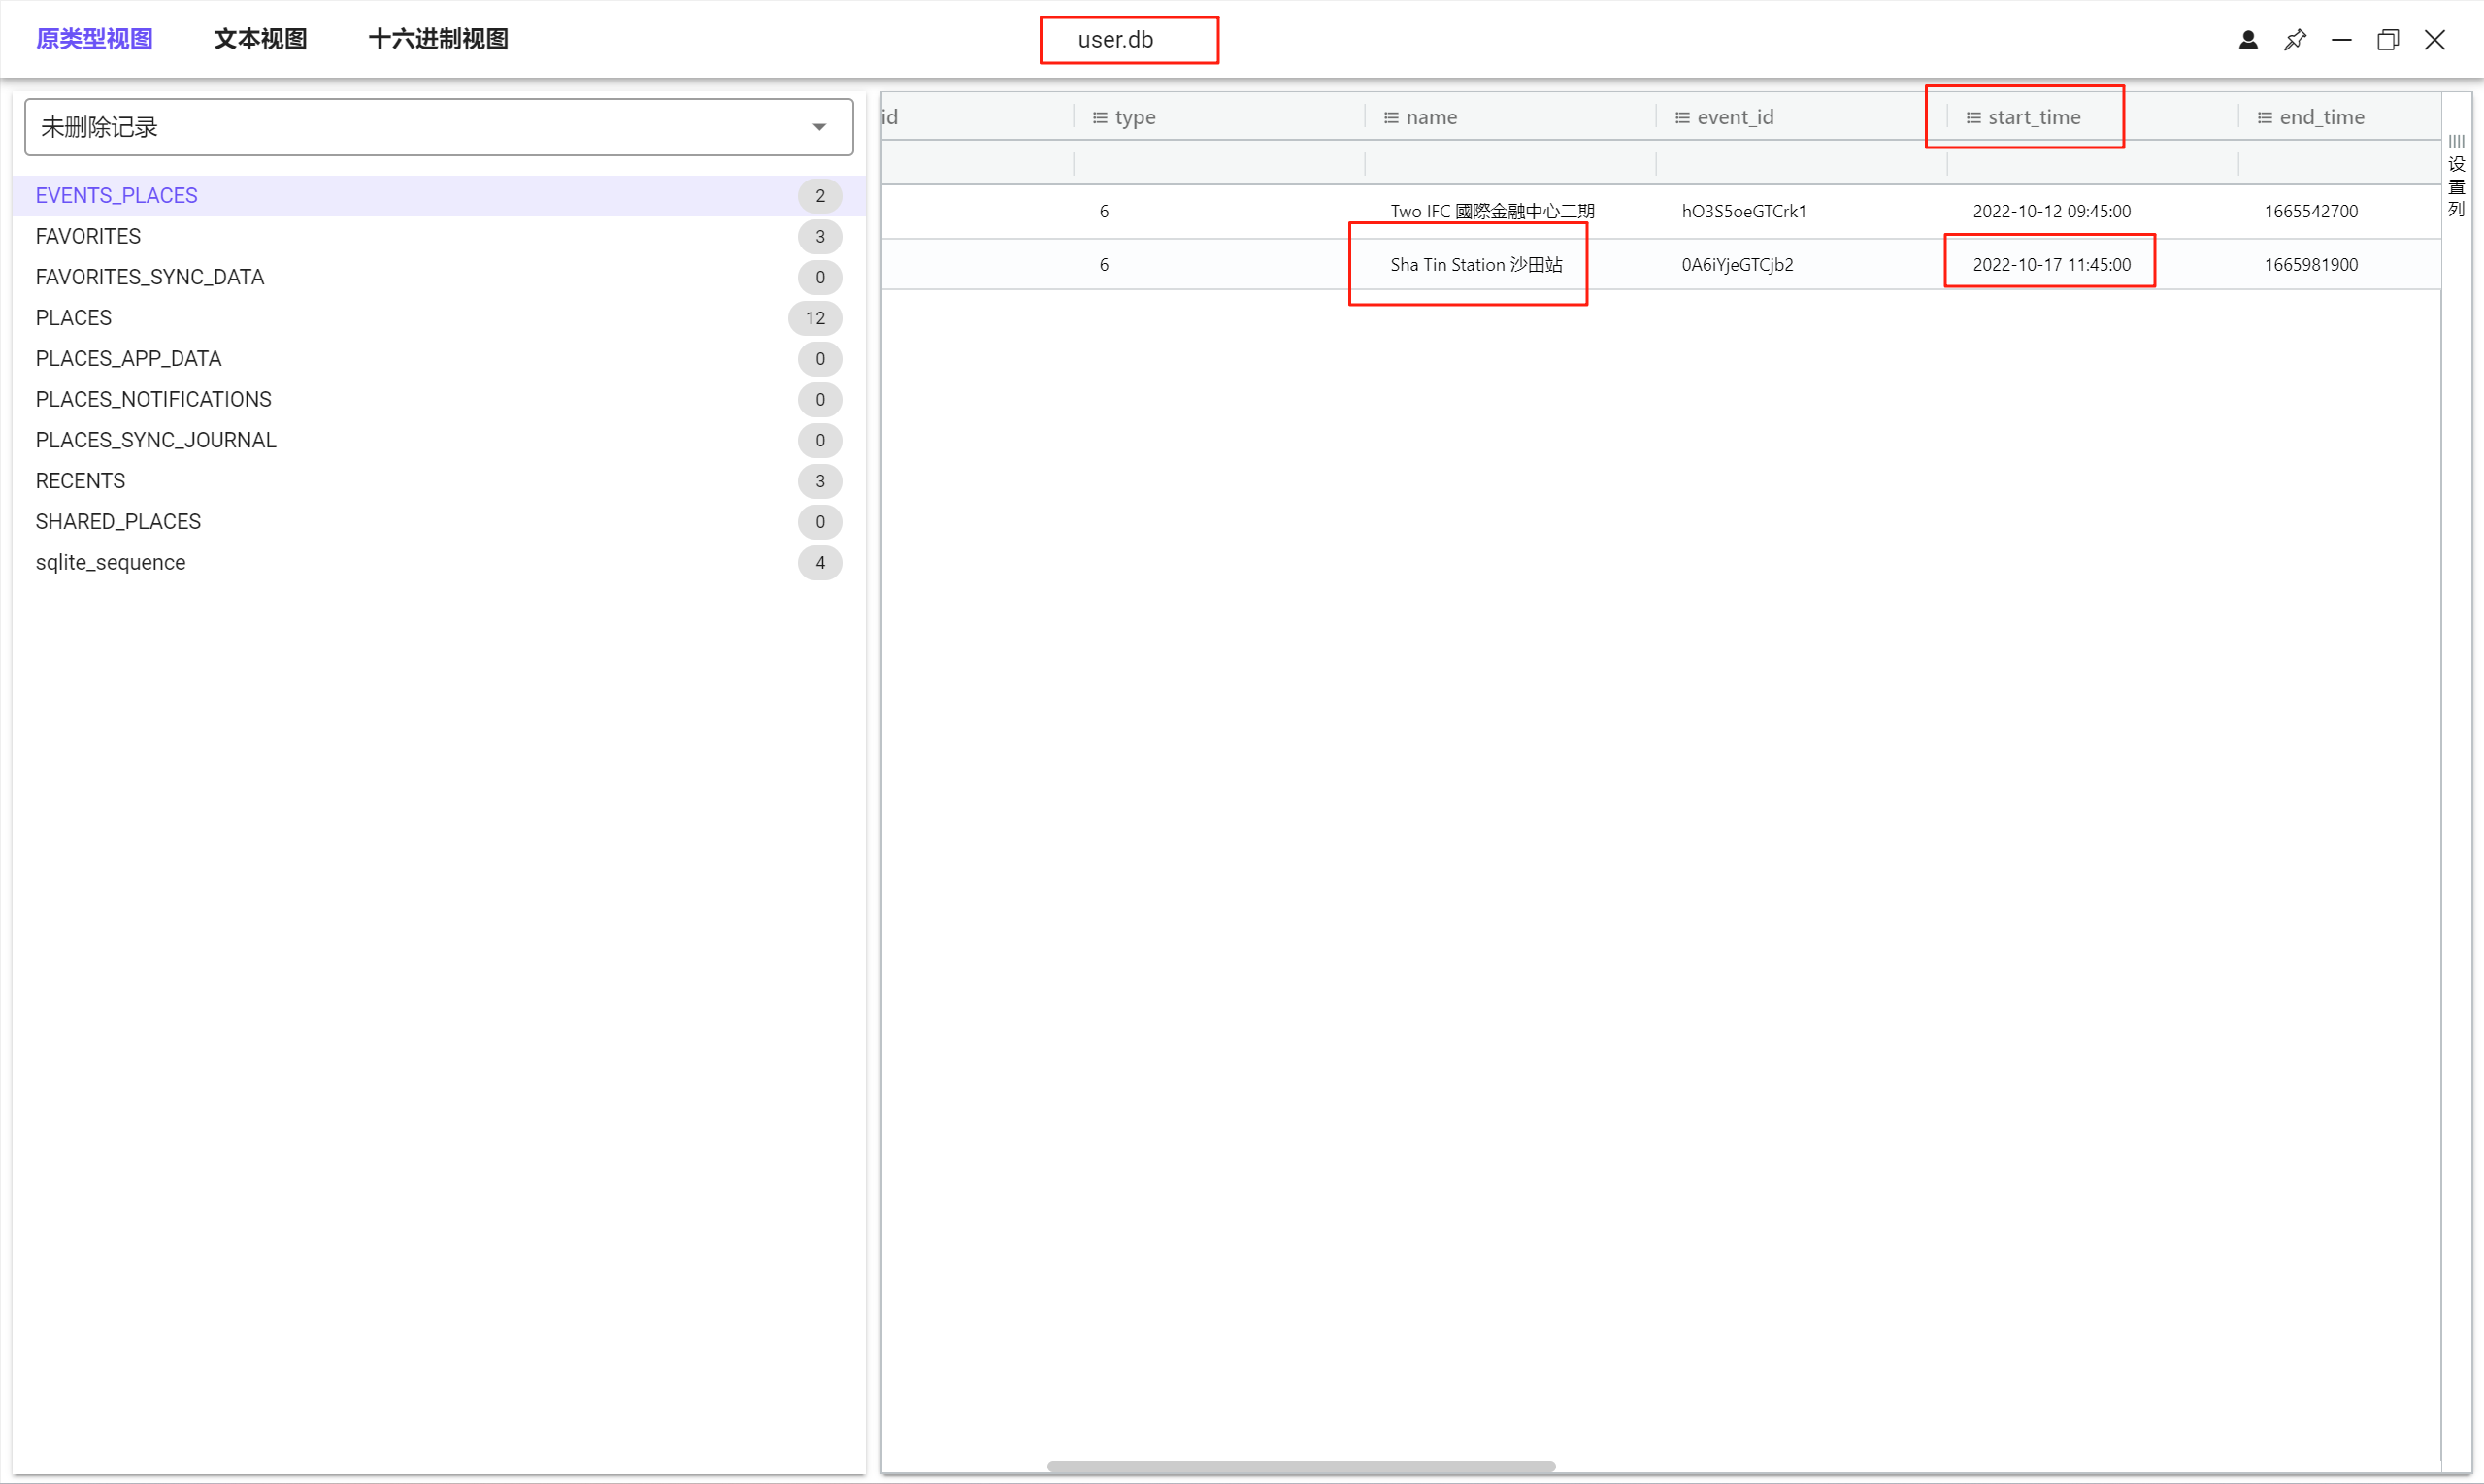 原类型视图 文本视图 十六进制视图 user.db
未删除记录
EVENTS_PLACES 2
FAVORITES 3
FAVORITES_SYNC_DATA 0
PLACES 12
PLACES_APP_DATA 0
PLACES_NOTIFICATIONS 0
PLACES_SYNC_JOURNAL 0
RECENTS 3
SHARED_PLACES 0
sqlite_sequence 4
id type name event_id start_time end_time
6 Two IFC 國際金融中心二期 hO3S5oeGTCrk1 2022-10-12 09:45:00 1665542700
6 Sha Tin Station 沙田站 0A6iYjeGTCjb2 2022-10-17 11:45:00 1665981900
设置列